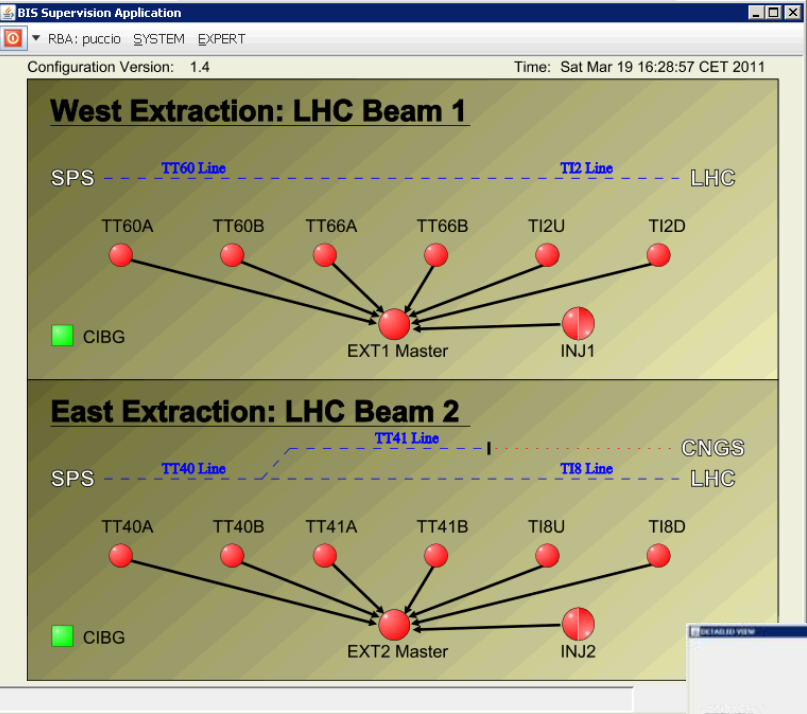 BIS Supervision Application
RBA: puccio SYSTEM EXPERT
Configuration Version: 1.4 Time: Sat Mar 19 16:28:57 CET 2011
West Extraction: LHC Beam 1
TT60 Line TI2 Line
SPS LHC
TT60A TT60B TT66A TT66B TI2U TI2D
CIBG
EXT1 Master INJ1
East Extraction: LHC Beam 2
TT41 Line
CNGS
TT40 Line TI8 Line
SPS LHC
TT40A TT40B TT41A TT41B TI8U TI8D
CIBG
EXT2 Master INJ2
DETAILED VIEW